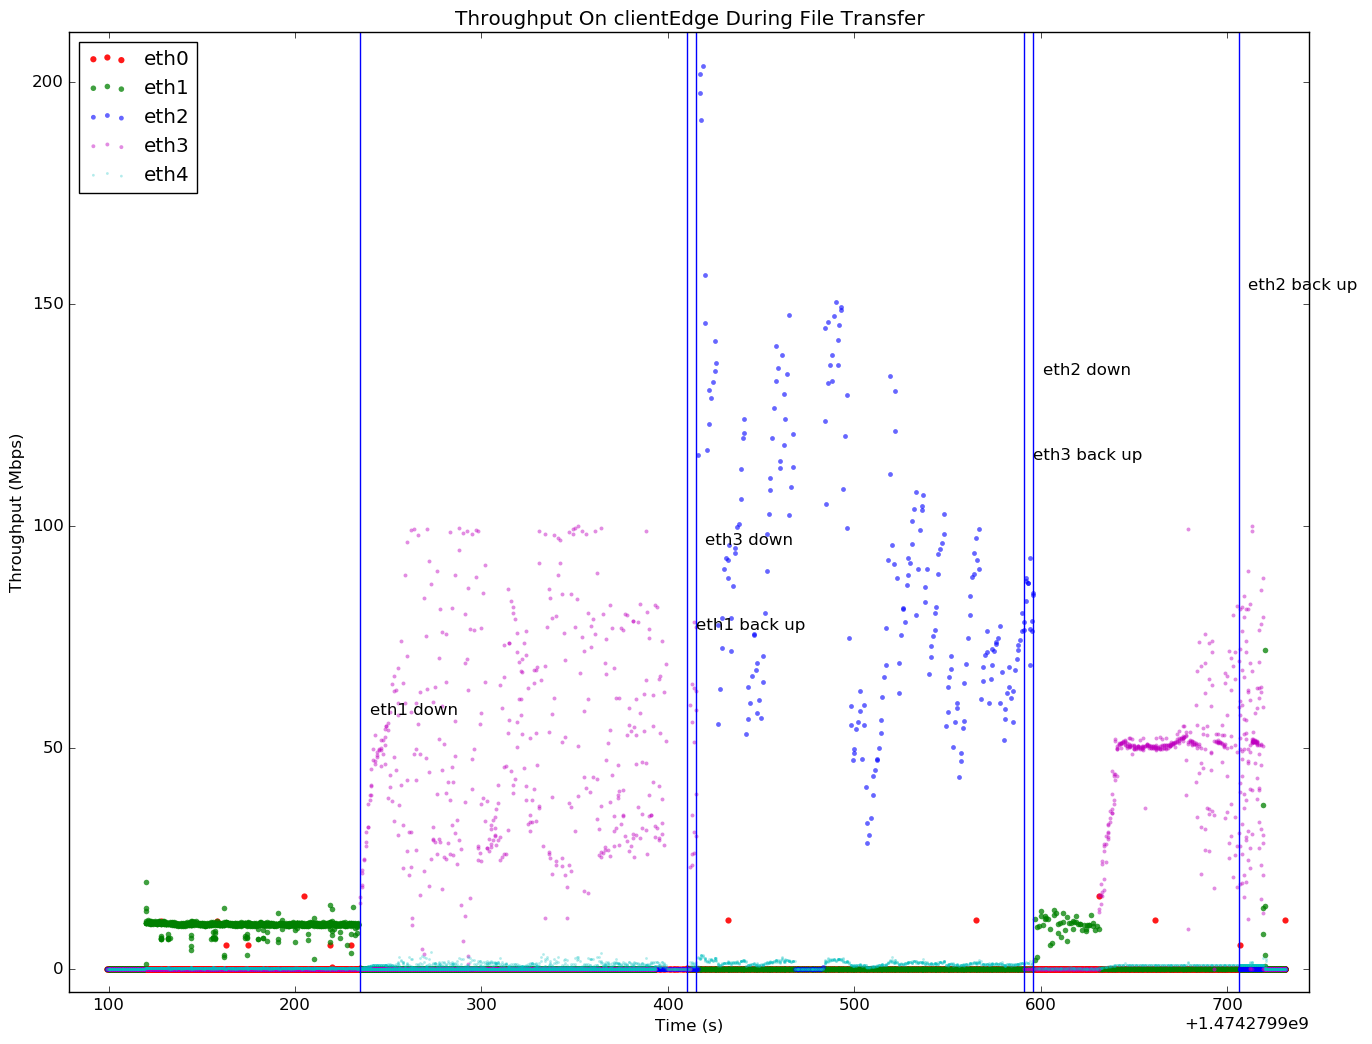 Throughput On clientEdge During File Transfer
eth0
eth1
eth2
eth3
eth4
200
150
100
50
0
Throughput (Mbps)
eth1 down
eth1 back up
eth3 down
eth3 back up
eth2 down
eth2 back up
100
200
300
400
500
600
700
Time (s)
+1.4742799e9